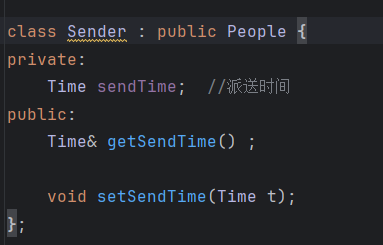 class Sender : public People {
private:
    Time sendTime;  //派送时间
public:
    Time& getSendTime() ;

    void setSendTime(Time t);
};